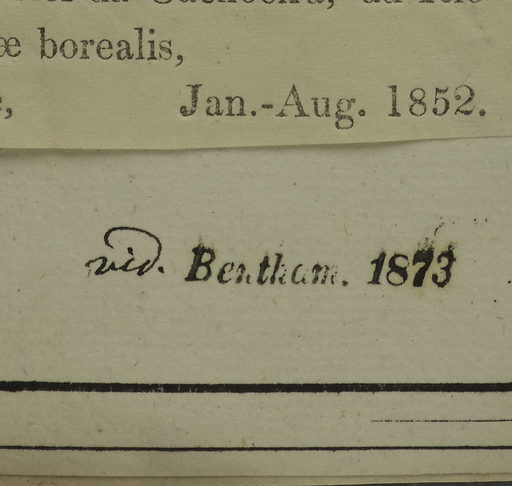 æ borealis,
Jan.-Aug. 1852.
vid. Bentham. 1873